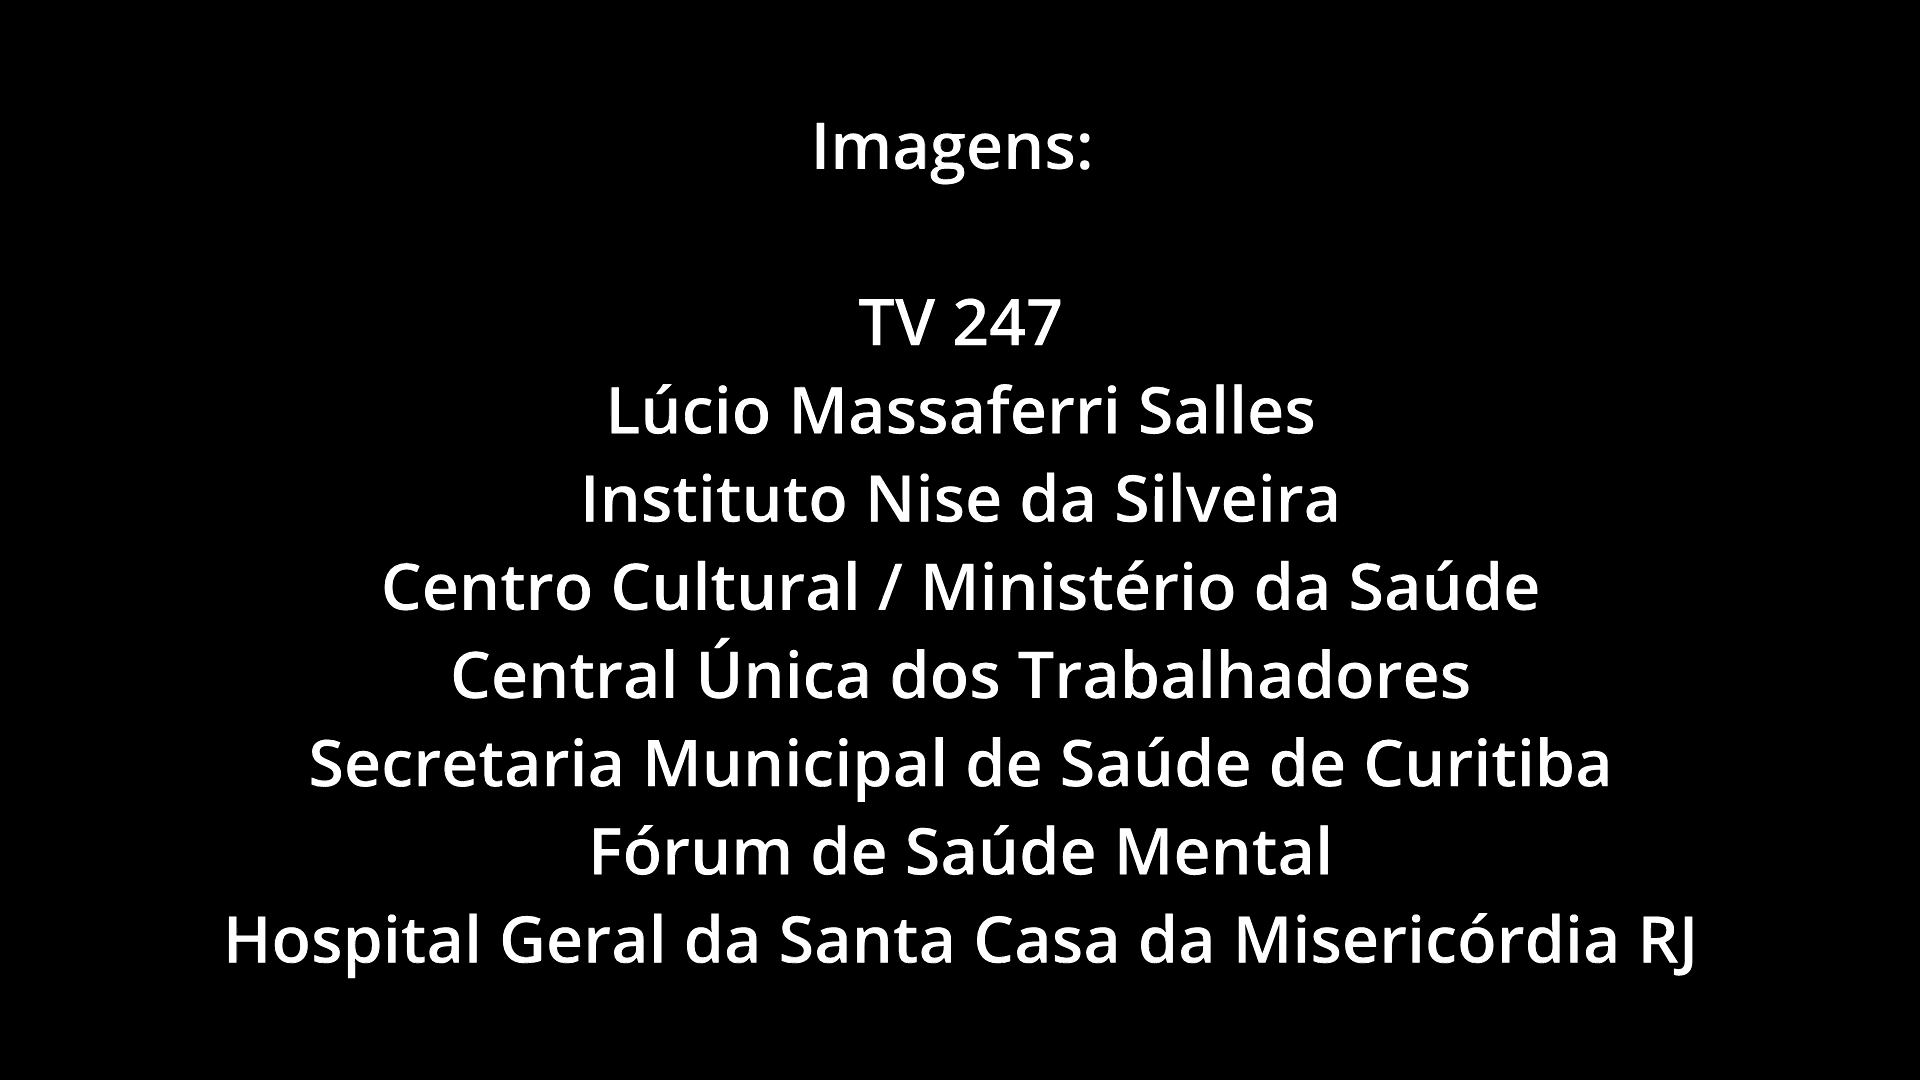 Imagens:
TV 247
Lúcio Massaferri Salles
Instituto Nise da Silveira
Centro Cultural / Ministério da Saúde
Central Única dos Trabalhadores
Secretaria Municipal de Saúde de Curitiba
Fórum de Saúde Mental
Hospital Geral da Santa Casa da Misericórdia RJ